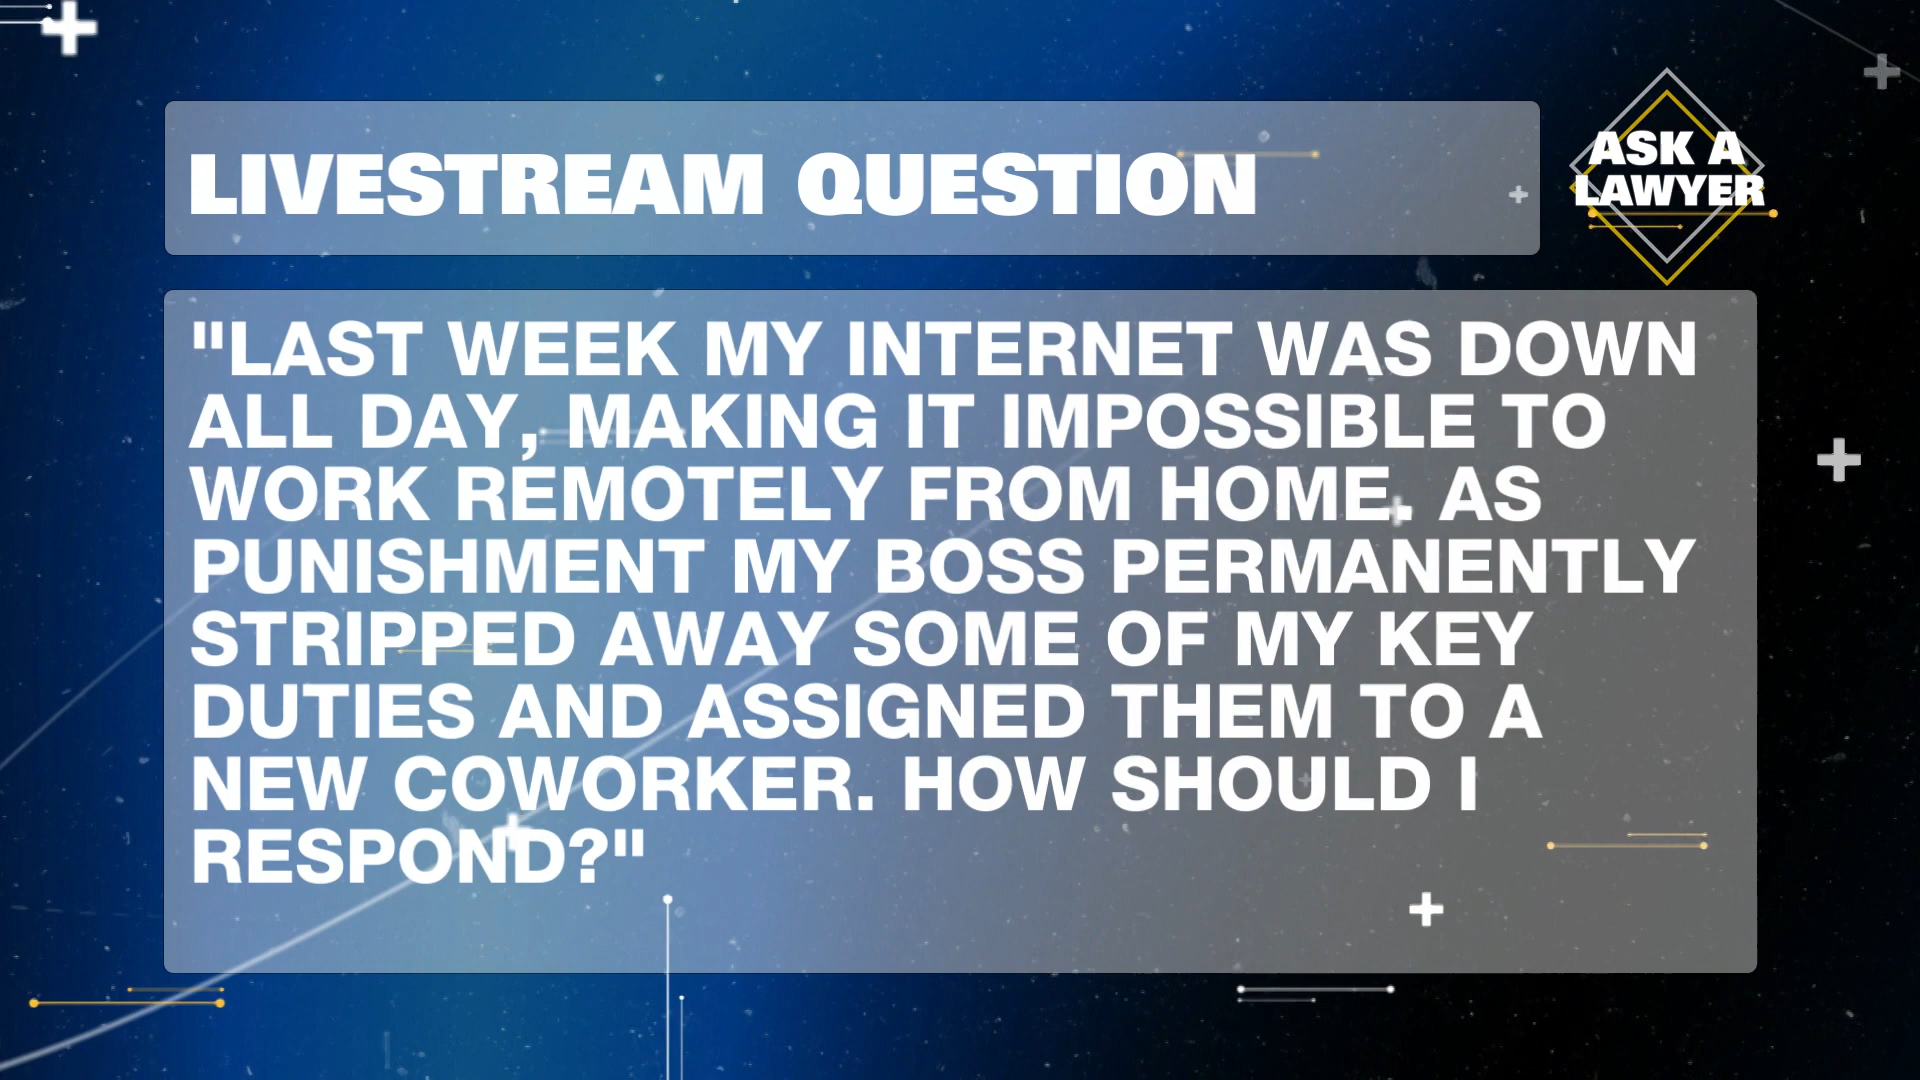 LIVESTREAM QUESTION
ASK A
LAWYER
"LAST WEEK MY INTERNET WAS DOWN
ALL DAY, MAKING IT IMPOSSIBLE TO
WORK REMOTELY FROM HOME. AS
PUNISHMENT MY BOSS PERMANENTLY
STRIPPED AWAY SOME OF MY KEY
DUTIES AND ASSIGNED THEM TO A
NEW COWORKER. HOW SHOULD I
RESPOND?"